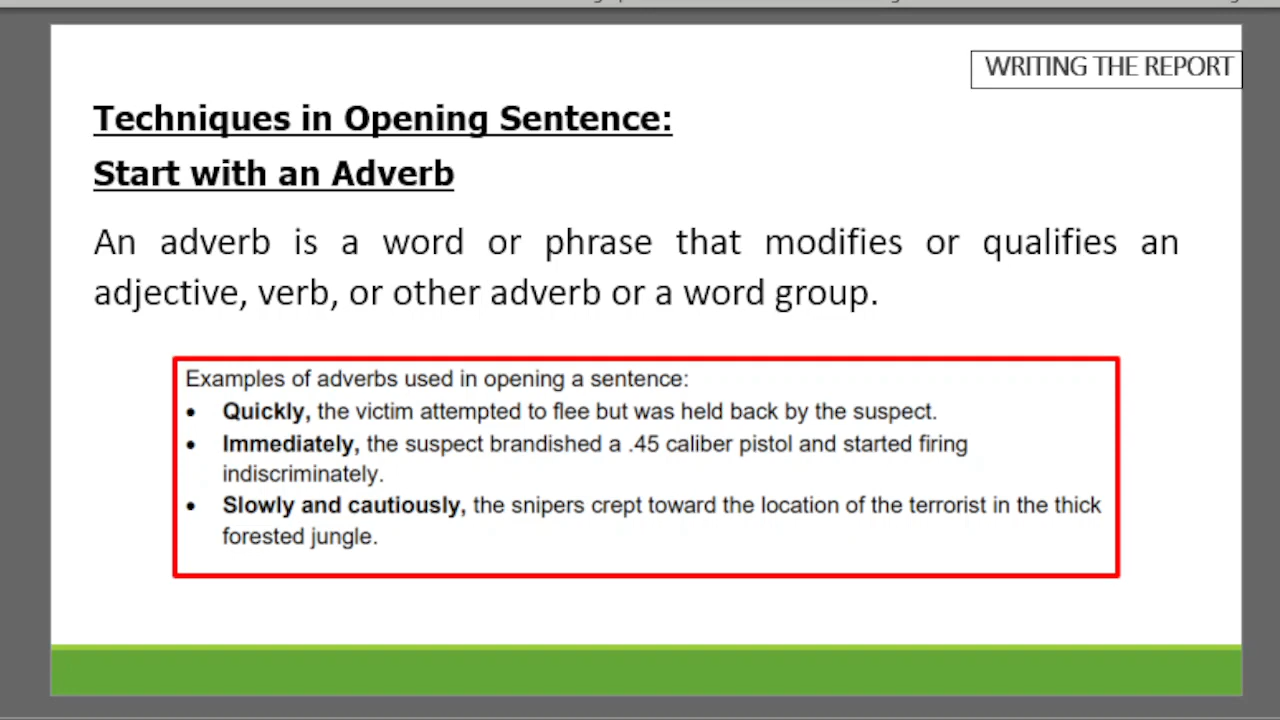 WRITING THE REPORT
Techniques in Opening Sentence:
Start with an Adverb
An adverb is a word or phrase that modifies or qualifies an
adjective, verb, or other adverb or a word group.
Examples of adverbs used in opening a sentence:
• Quickly, the victim attempted to flee but was held back by the suspect.
• Immediately, the suspect brandished a .45 caliber pistol and started firing
indiscriminately.
• Slowly and cautiously, the snipers crept toward the location of the terrorist in the thick
forested jungle.